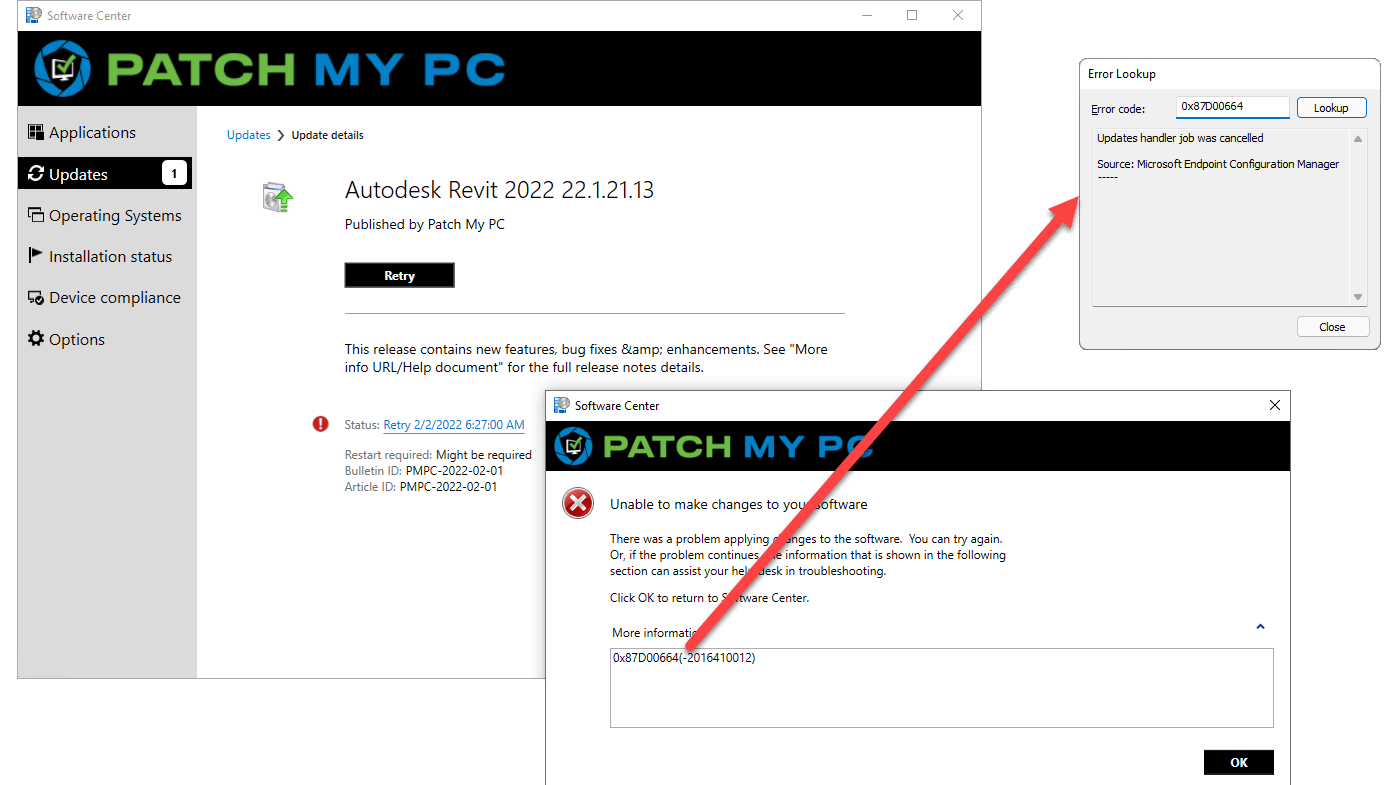 Software Center
PATCH MY PC
Applications
Updates 1
Operating Systems
Installation status
Device compliance
Options
Updates > Update details
Autodesk Revit 2022 22.1.21.13
Published by Patch My PC
Retry
This release contains new features, bug fixes &amp; enhancements. See "More
info URL/Help document" for the full release notes details.
Status: Retry 2/2/2022 6:27:00 AM
Restart required: Might be required
Bulletin ID: PMPC-2022-02-01
Article ID: PMPC-2022-02-01
Software Center
PATCH MY PC
Unable to make changes to your software
There was a problem applying changes to the software. You can try again.
Or, if the problem continues, the information that is shown in the following
section can assist your help desk in troubleshooting.
Click OK to return to Software Center.
More information
0x87D00664(-2016410012)
OK
Error Lookup
Error code: 0x87D00664 Lookup
Updates handler job was cancelled
Source: Microsoft Endpoint Configuration Manager
-----
Close